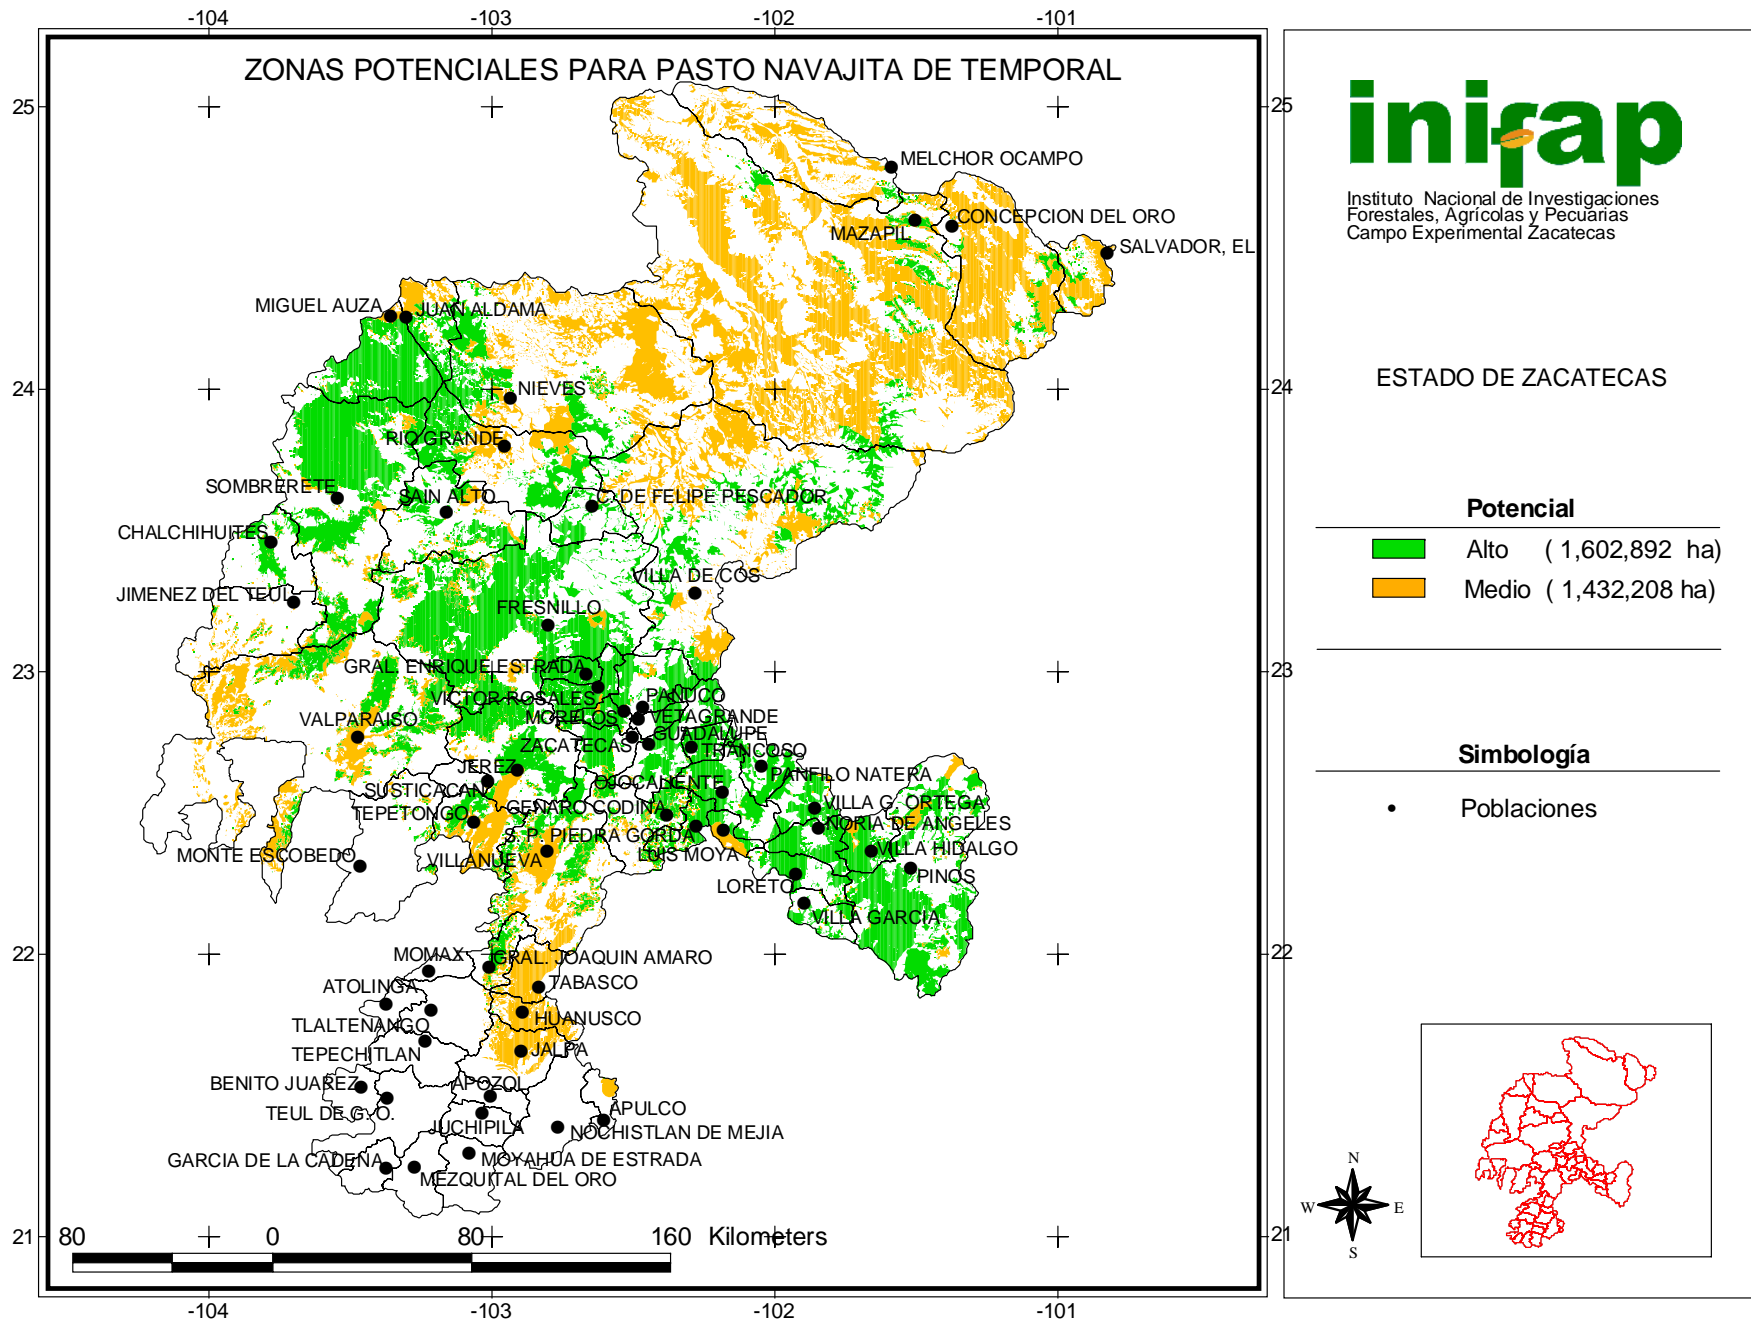 -104 -103 -102 -101
ZONAS POTENCIALES PARA PASTO NAVAJITA DE TEMPORAL
25 25
MELCHOR OCAMPO
CONCEPCION DEL ORO
MAZAPIL
SALVADOR, EL
MIGUEL AUZA
JUAN ALDAMA
24 24
NIEVES
RIO GRANDE
SOMBRERETE
SAIN ALTO
C. DE FELIPE PESCADOR
CHALCHIHUITES
VILLA DE COS
JIMENEZ DEL TEUL
FRESNILLO
23 23
GRAL. ENRIQUE ESTRADA
VICTOR ROSALES
PANUCO
VALPARAISO
MORELOS
VETAGRANDE
GUADALUPE
ZACATECAS
TRANCOSO
JEREZ
PANFILO NATERA
SUSTICACAN
OJOCALIENTE
TEPETONGO
GENARO CODINA
VILLA G. ORTEGA
NORIA DE ANGELES
S. P. PIEDRA GORDA
MONTE ESCOBEDO
VILLANUEVA
LUIS MOYA
VILLA HIDALGO
LORETO
PINOS
VILLA GARCIA
22 22
MOMAX
GRAL. JOAQUIN AMARO
ATOLINGA
TABASCO
TLALTENANGO
HUANUSCO
TEPECHITLAN
JALPA
BENITO JUAREZ
APOZOL
TEUL DE G. O.
APULCO
JUCHIPILA
NOCHISTLAN DE MEJIA
GARCIA DE LA CADENA
MOYAHUA DE ESTRADA
MEZQUITAL DEL ORO
21 21
80 0 80 160 Kilometers
-104 -103 -102 -101
inifap
Instituto Nacional de Investigaciones
Forestales, Agrícolas y Pecuarias
Campo Experimental Zacatecas
ESTADO DE ZACATECAS
Potencial
Alto ( 1,602,892 ha)
Medio ( 1,432,208 ha)
Simbología
Poblaciones
N
W E
S